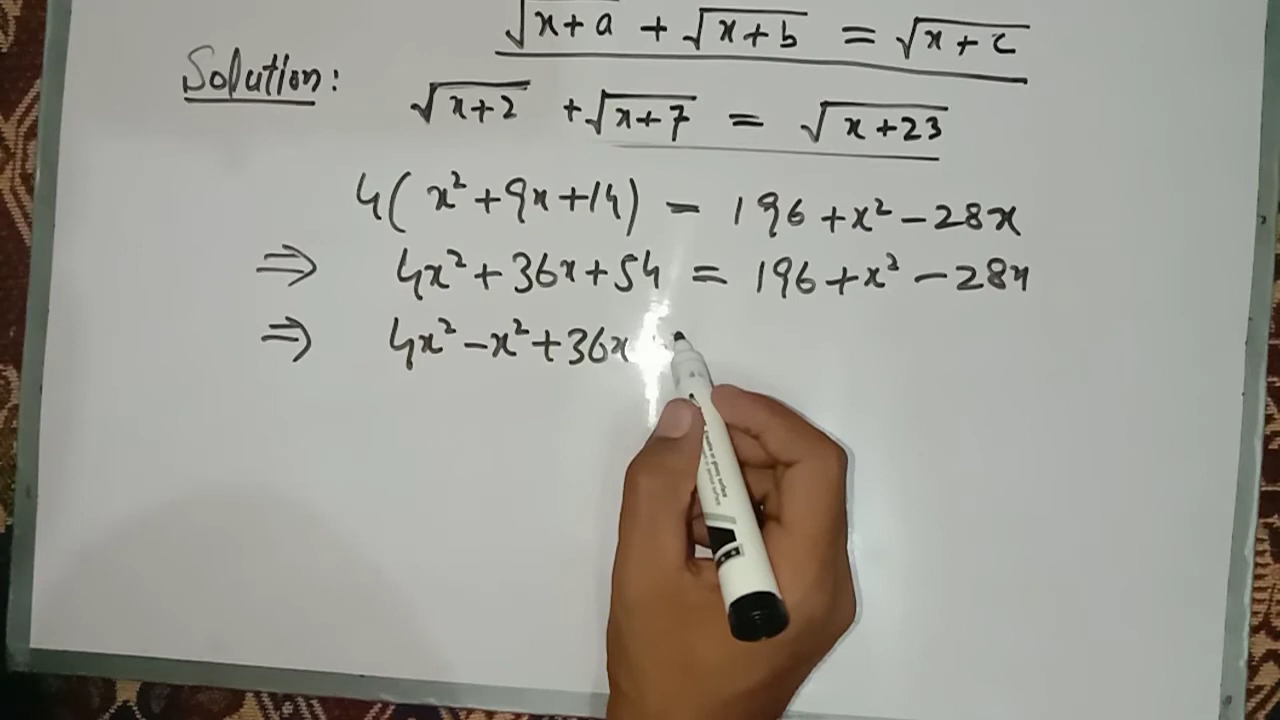 √x+a + √x+b = √x+c
Solution:
√x+2 + √x+7 = √x+23
4(x²+9x+14) = 196+x²-28x
⇒ 4x²+36x+54 = 196+x²-28x
⇒ 4x²-x²+36x